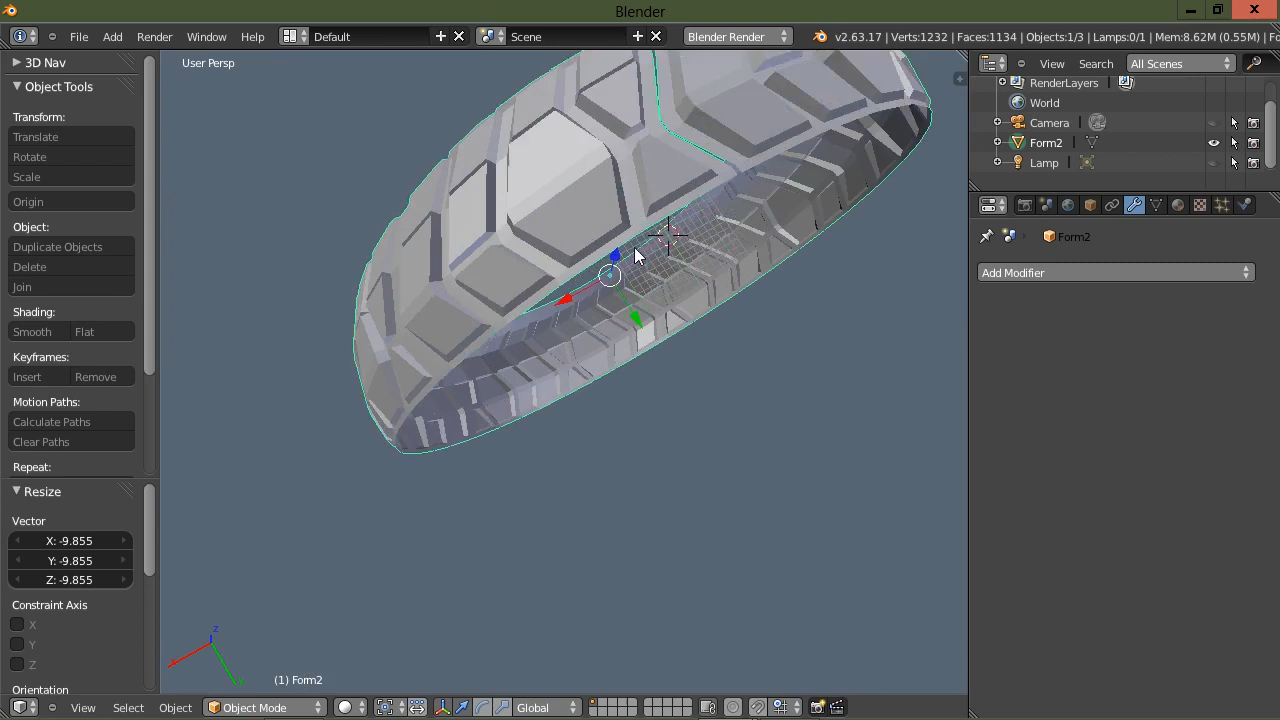 Blender
File Add Render Window Help Default Scene Blender Render v2.63.17 | Verts:1232 | Faces:1134 | Objects:1/3 | Lamps:0/1 | Mem:8.62M (0.55M) | Fo
3D Nav
Object Tools
Transform:
Translate
Rotate
Scale
Origin
Object:
Duplicate Objects
Delete
Join
Shading:
Smooth Flat
Keyframes:
Insert Remove
Motion Paths:
Calculate Paths
Clear Paths
Repeat:
Resize
Vector
X: -9.855
Y: -9.855
Z: -9.855
Constraint Axis
X
Y
Z
Orientation
User Persp
z
x
y
(1) Form2
View Select Object Object Mode Global
View Search All Scenes
RenderLayers
World
Camera
Form2
Lamp
Form2
Add Modifier